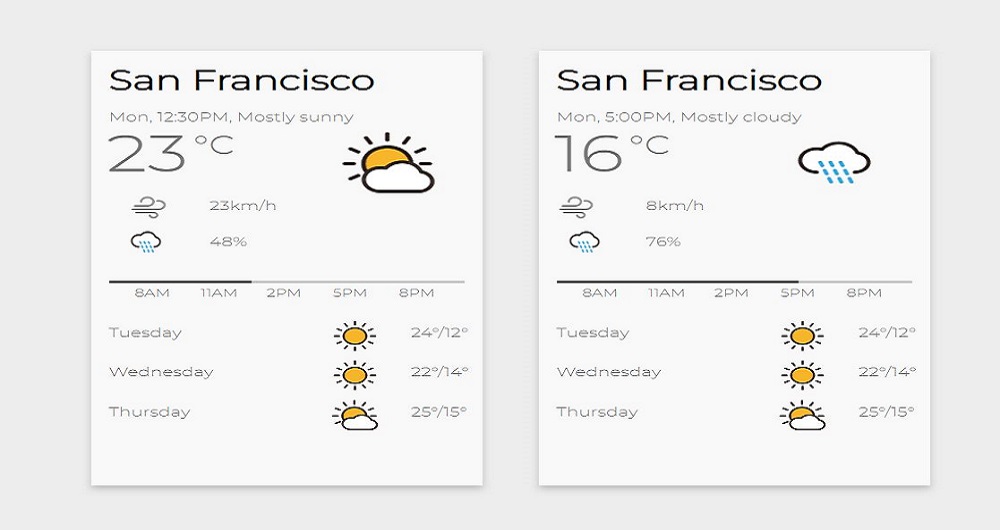 San Francisco
Mon, 12:30PM, Mostly sunny
23°C
23km/h
48%
8AM 11AM 2PM 5PM 8PM
Tuesday 24°/12°
Wednesday 22°/14°
Thursday 25°/15°
San Francisco
Mon, 5:00PM, Mostly cloudy
16°C
8km/h
76%
8AM 11AM 2PM 5PM 8PM
Tuesday 24°/12°
Wednesday 22°/14°
Thursday 25°/15°